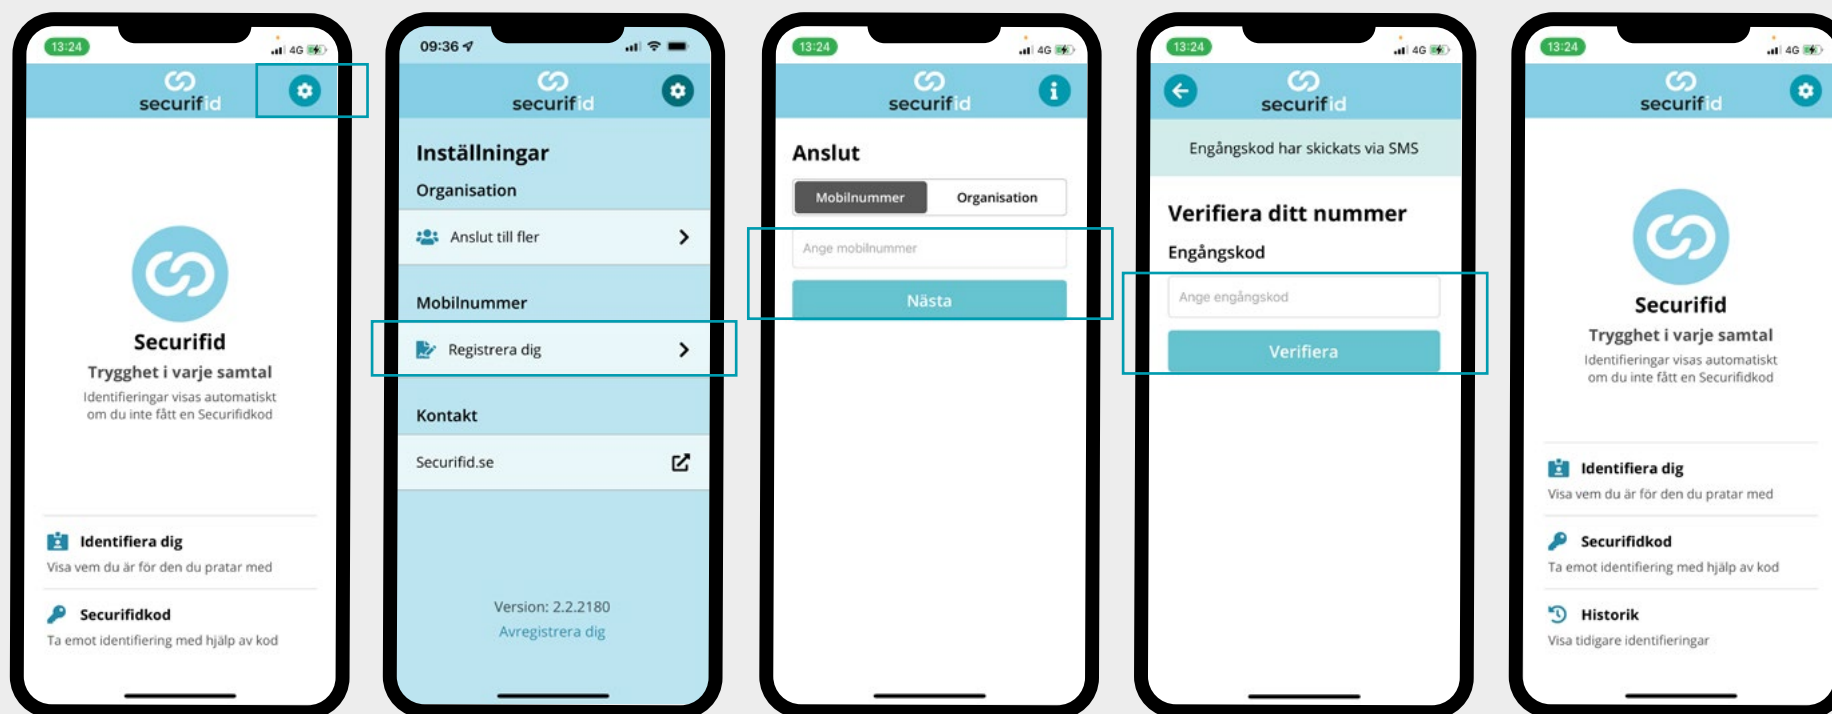 13:24
4G
securifid
Securifid
Trygghet i varje samtal
Identifieringar visas automatiskt
om du inte fått en Securifidkod
Identifiera dig
Visa vem du är för den du pratar med
Securifidkod
Ta emot identifiering med hjälp av kod
09:36
securifid
Inställningar
Organisation
Anslut till fler
Mobilnummer
Registrera dig
Kontakt
Securifid.se
Version: 2.2.2180
Avregistrera dig
13:24
4G
securifid
Anslut
Mobilnummer
Organisation
Ange mobilnummer
Nästa
13:24
4G
securifid
Engångskod har skickats via SMS
Verifiera ditt nummer
Engångskod
Ange engångskod
Verifiera
13:24
4G
securifid
Securifid
Trygghet i varje samtal
Identifieringar visas automatiskt
om du inte fått en Securifidkod
Identifiera dig
Visa vem du är för den du pratar med
Securifidkod
Ta emot identifiering med hjälp av kod
Historik
Visa tidigare identifieringar